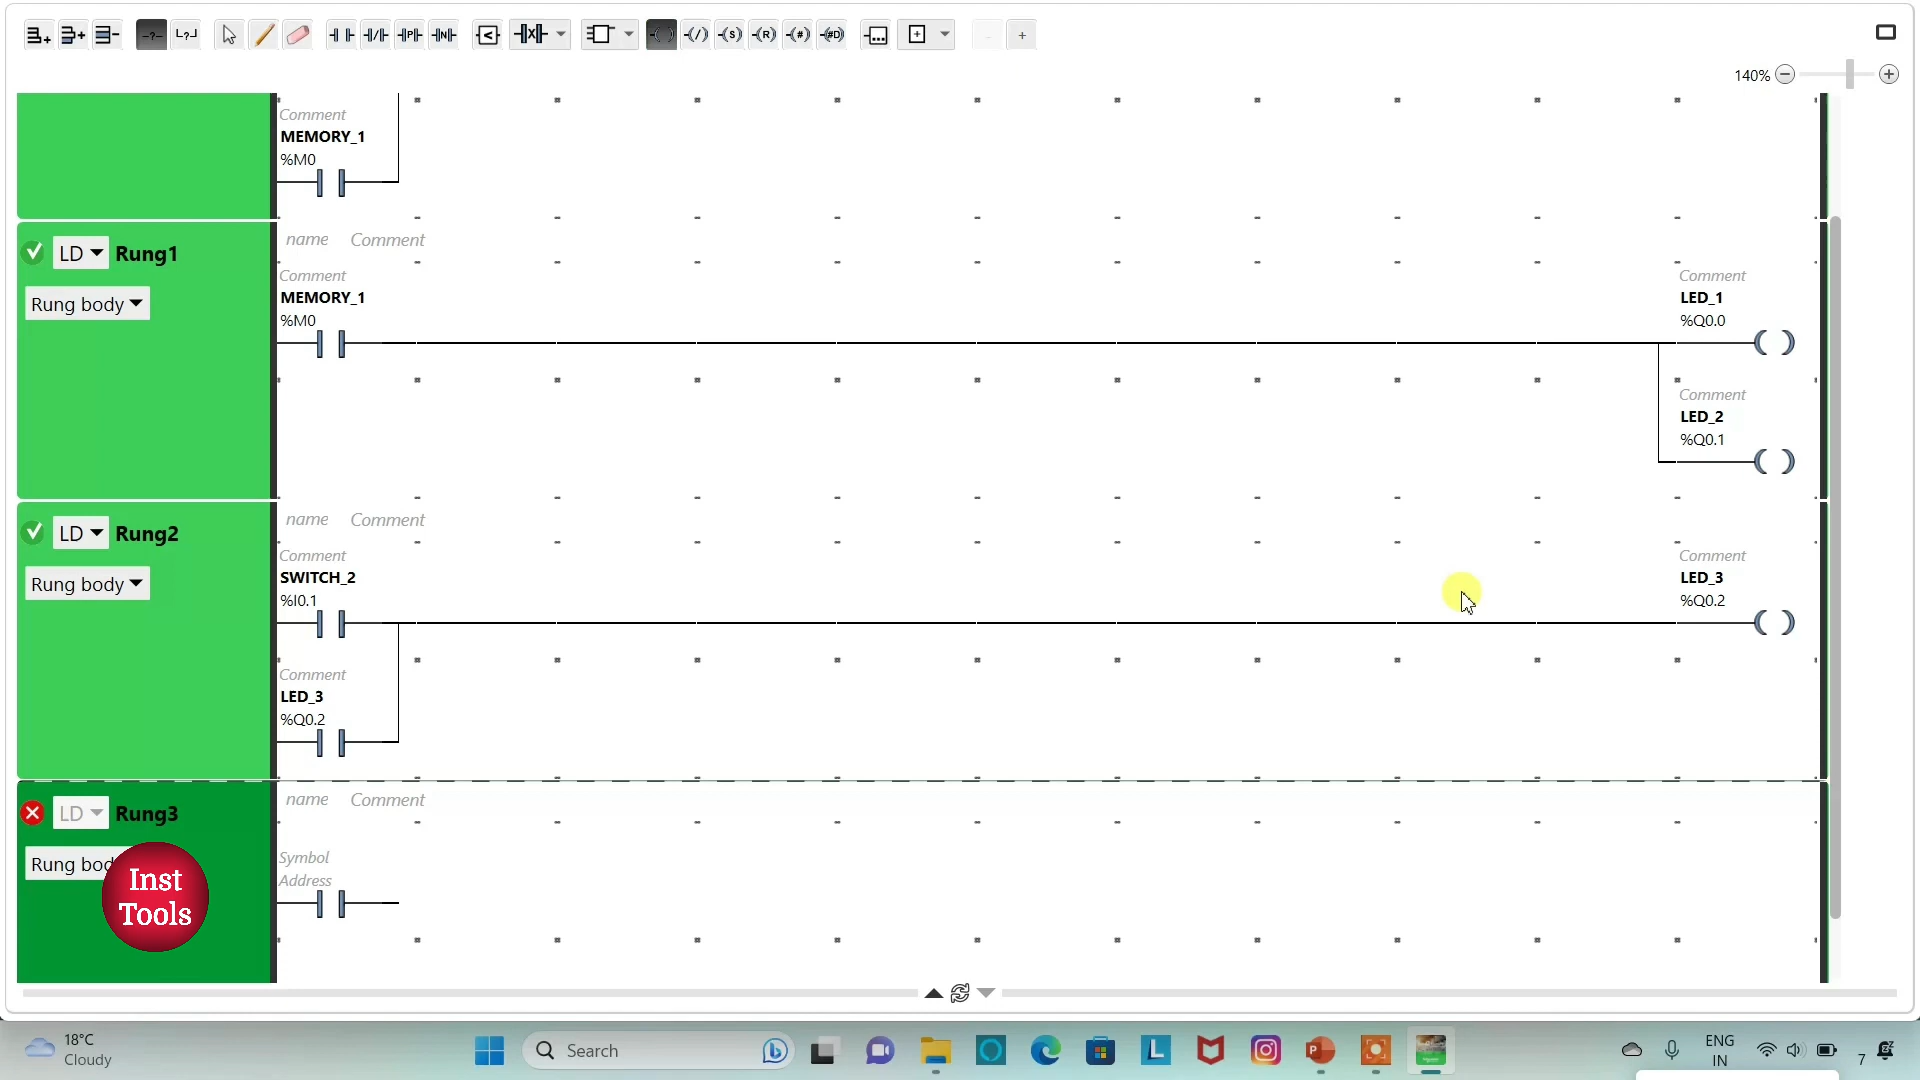 140%
Comment
MEMORY_1
%M0
LD Rung1
name Comment
Rung body
Comment
MEMORY_1
%M0
Comment
LED_1
%Q0.0
Comment
LED_2
%Q0.1
LD Rung2
name Comment
Rung body
Comment
SWITCH_2
%I0.1
Comment
LED_3
%Q0.2
Comment
LED_3
%Q0.2
LD Rung3
name Comment
Rung bod
Symbol
Address
Inst
Tools
18°C
Cloudy
Search
ENG
IN
7